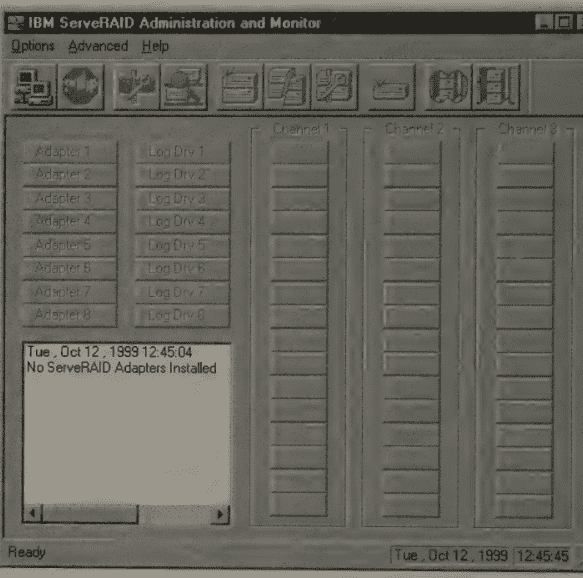 IBM ServeRAID Administration and Monitor
Options Advanced Help
Channel 1 Channel 2 Channel 3
Adapter 1 Log Drv 1
Adapter 2 Log Drv 2
Adapter 3 Log Drv 3
Adapter 4 Log Drv 4
Adapter 5 Log Drv 5
Adapter 6 Log Drv 6
Adapter 7 Log Drv 7
Adapter 8 Log Drv 8
Tue , Oct 12 , 1999 12:45:04
No ServeRAID Adapters Installed
Ready Tue , Oct 12 , 1999 12:45:45